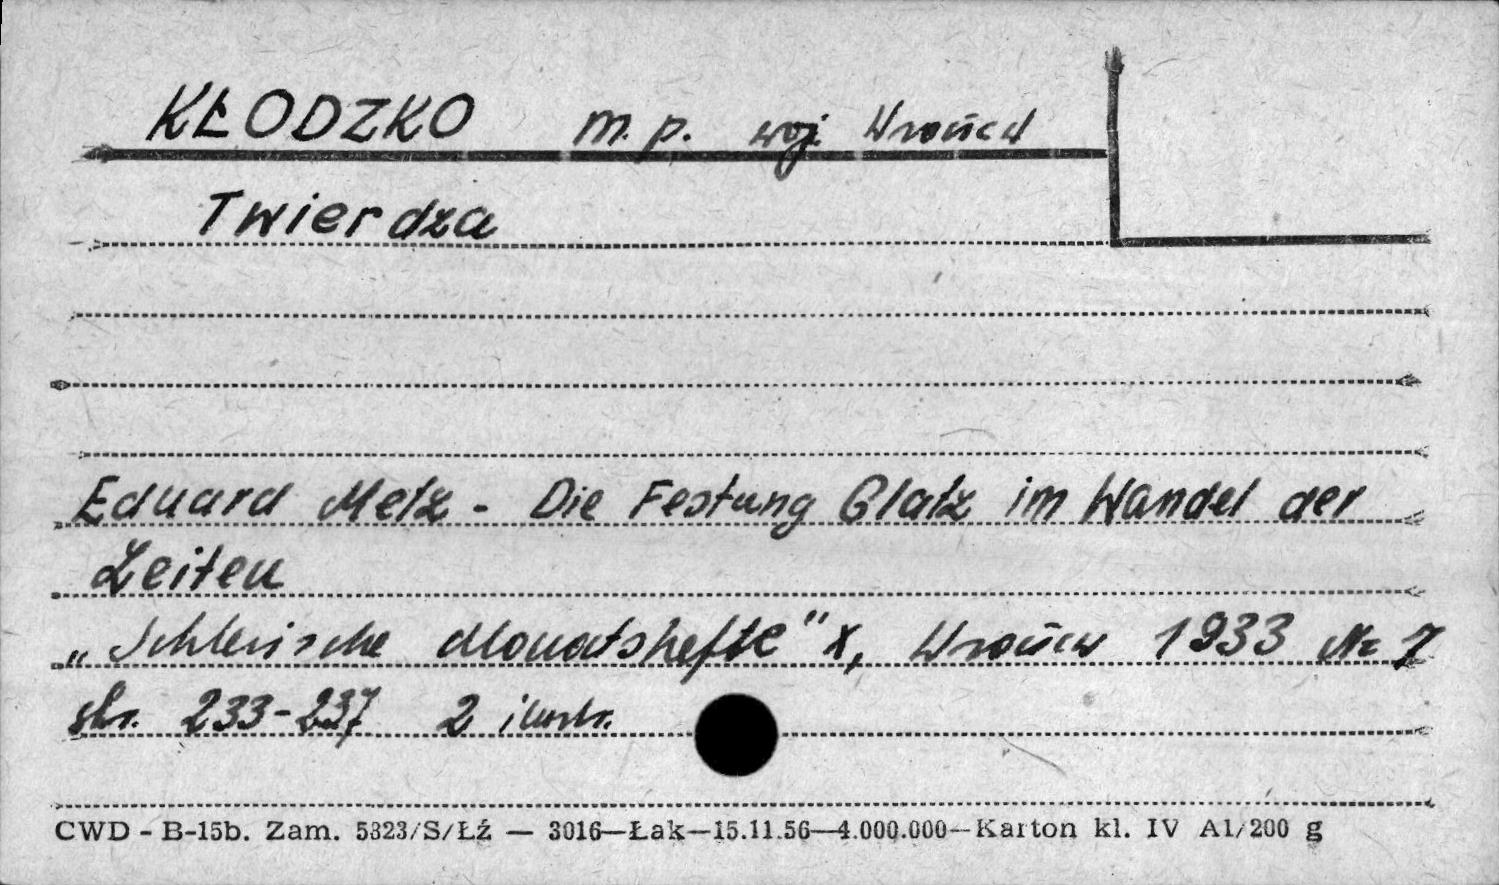 KŁODZKO m. p. woj. Wrocław
Twierdza
Eduard Metz - Die Festung Glatz im Wandel der
Zeiten
„Schlesische Monatshefte" X, Wrocław 1933 Nr 7
str. 233-237 2 ilustr.
CWD - B-15b. Zam. 5323/S/Łź — 3016—Łak—15.11.56—4.000.000—Karton kl. IV A1/200 g